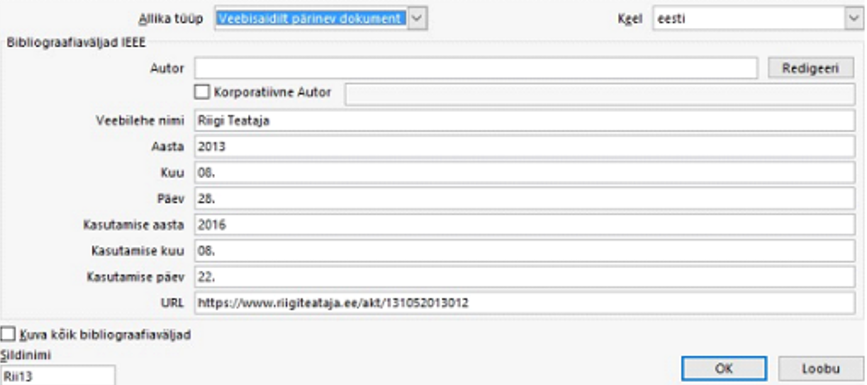 Allika tüüp Veebisaidilt pärinev dokument Keel eesti
Bibliograafiaväljad IEEE
Autor Redigeeri
Korporatiivne Autor
Veebilehe nimi Riigi Teataja
Aasta 2013
Kuu 08.
Päev 28.
Kasutamise aasta 2016
Kasutamise kuu 08.
Kasutamise päev 22.
URL https://www.riigiteataja.ee/akt/131052013012
Kuva kõik bibliograafiaväljad
Sildinimi
Rii13
OK Loobu